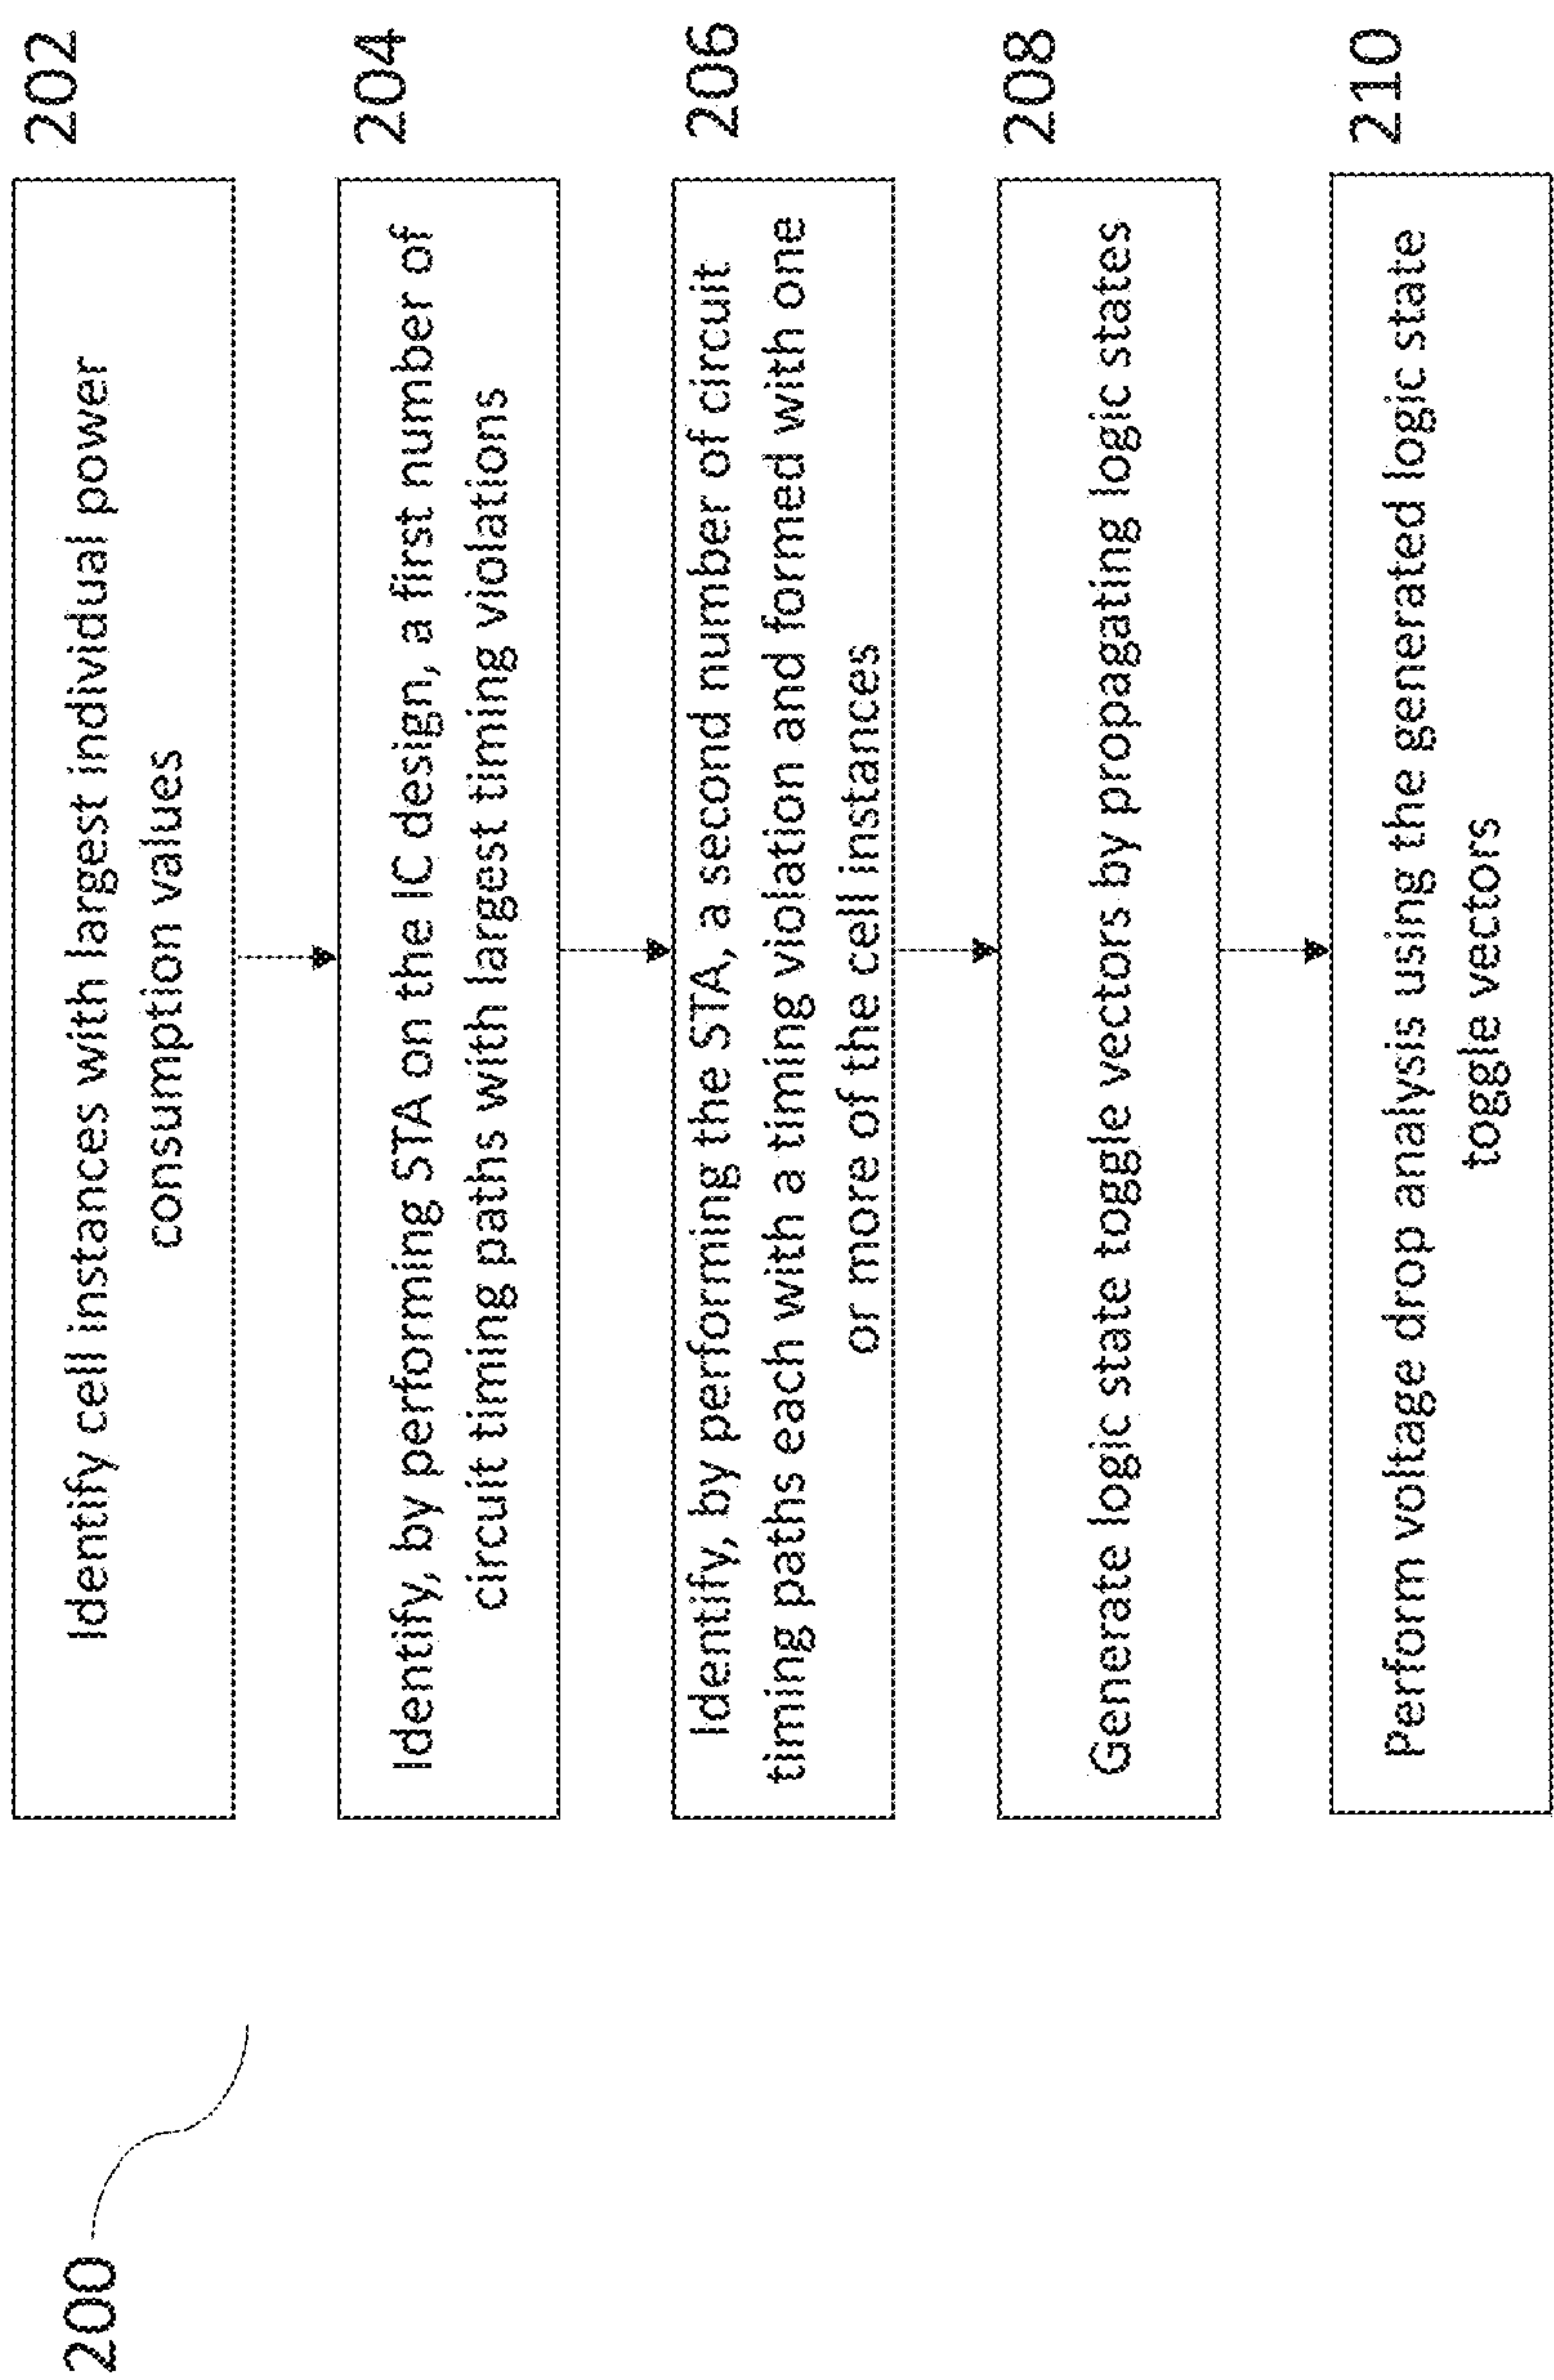 200
202
Identify cell instances with largest individual power
consumption values
204
Identify, by performing STA on the IC design, a first number of
circuit timing paths with largest timing violations
206
Identify, by performing the STA, a second number of circuit
timing paths each with a timing violation and formed with one
or more of the cell instances
208
Generate logic state toggle vectors by propagating logic states
210
Perform voltage drop analysis using the generated logic state
toggle vectors